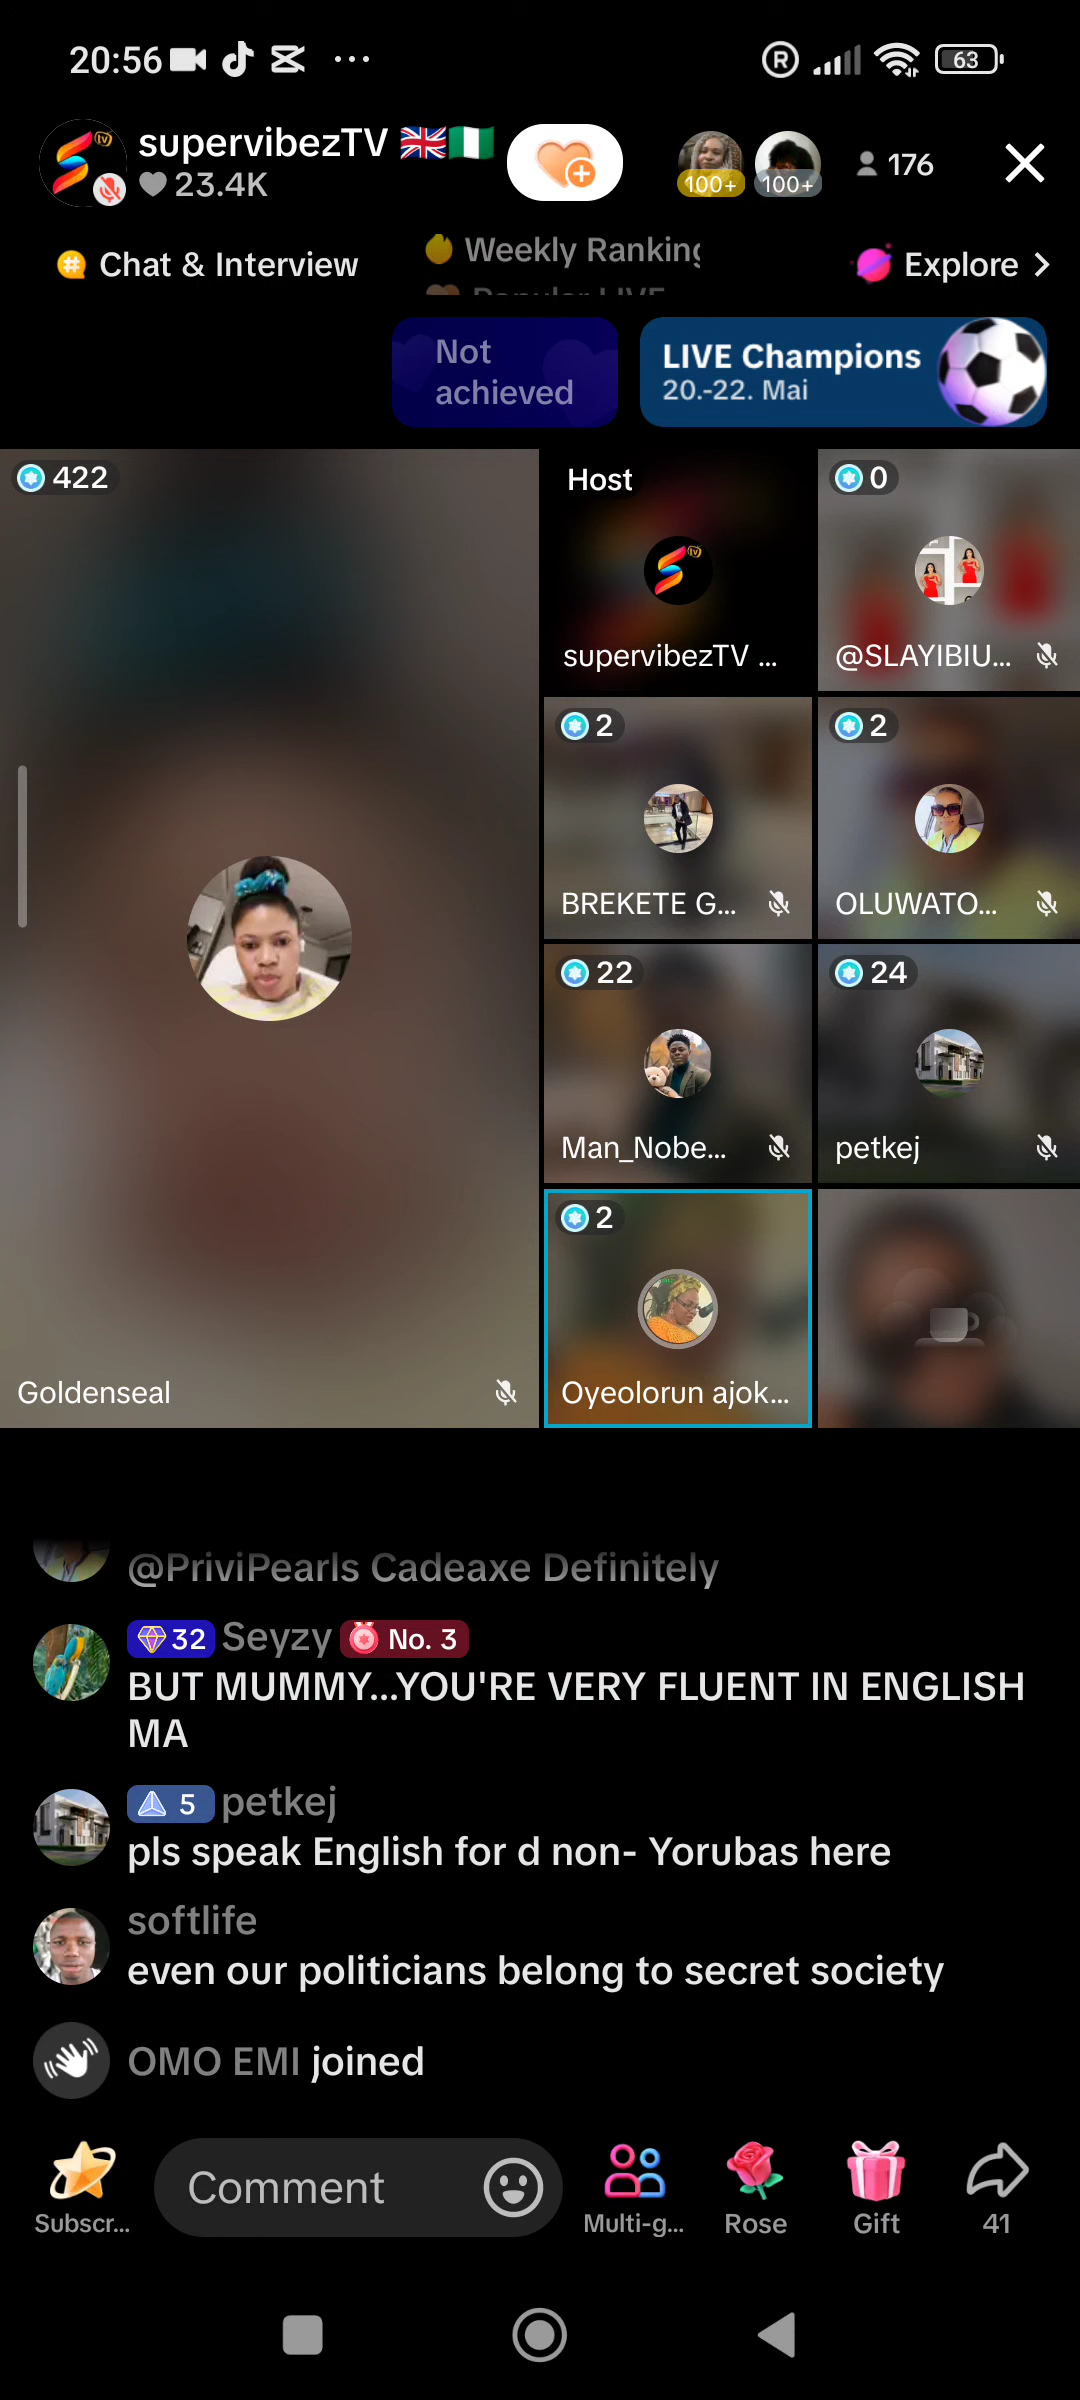 20:56
R
63
supervibezTV 🇬🇧🇳🇬
23.4K
100+
100+
176
Chat & Interview
Weekly Ranking
Popular LIVE
Explore >
Not
achieved
LIVE Champions
20.-22. Mai
422
Host
0
supervibezTV ...
@SLAYIBIU...
2
2
BREKETE G...
OLUWATO...
22
24
Man_Nobe...
petkej
2
Goldenseal
Oyeolorun ajok...
@PriviPearls Cadeaxe Definitely
32 Seyzy No. 3
BUT MUMMY...YOU'RE VERY FLUENT IN ENGLISH
MA
5 petkej
pls speak English for d non- Yorubas here
softlife
even our politicians belong to secret society
OMO EMI joined
Comment
Subscr...
Multi-g...
Rose
Gift
41